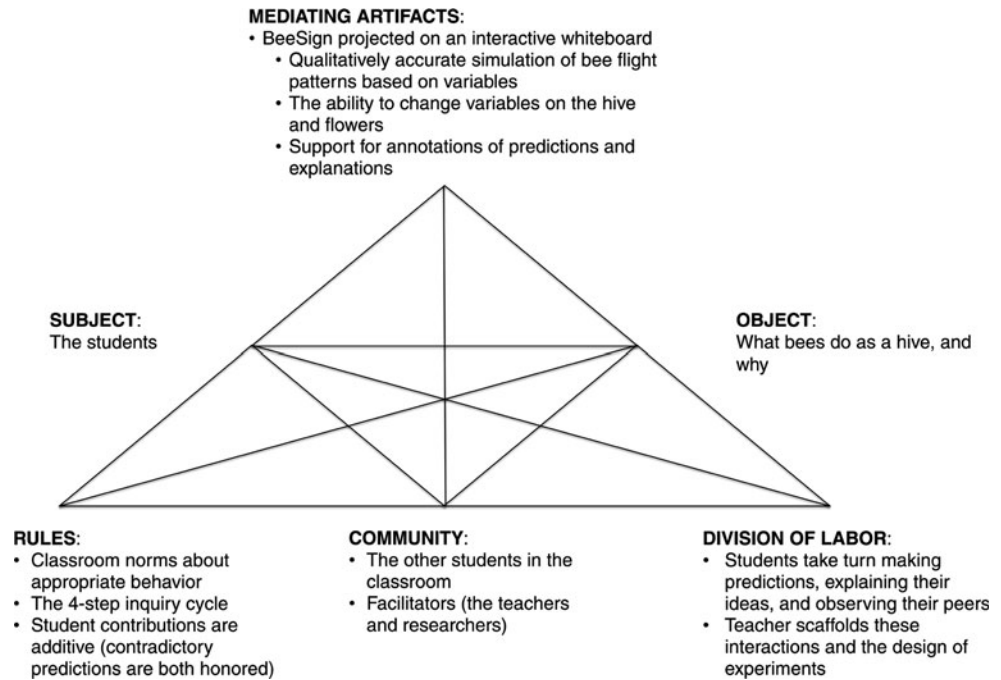 MEDIATING ARTIFACTS:
• BeeSign projected on an interactive whiteboard
• Qualitatively accurate simulation of bee flight
patterns based on variables
• The ability to change variables on the hive
and flowers
• Support for annotations of predictions and
explanations
SUBJECT:
The students
OBJECT:
What bees do as a hive, and
why
RULES:
• Classroom norms about
appropriate behavior
• The 4-step inquiry cycle
• Student contributions are
additive (contradictory
predictions are both honored)
COMMUNITY:
• The other students in the
classroom
• Facilitators (the teachers
and researchers)
DIVISION OF LABOR:
• Students take turn making
predictions, explaining their
ideas, and observing their peers
• Teacher scaffolds these
interactions and the design of
experiments